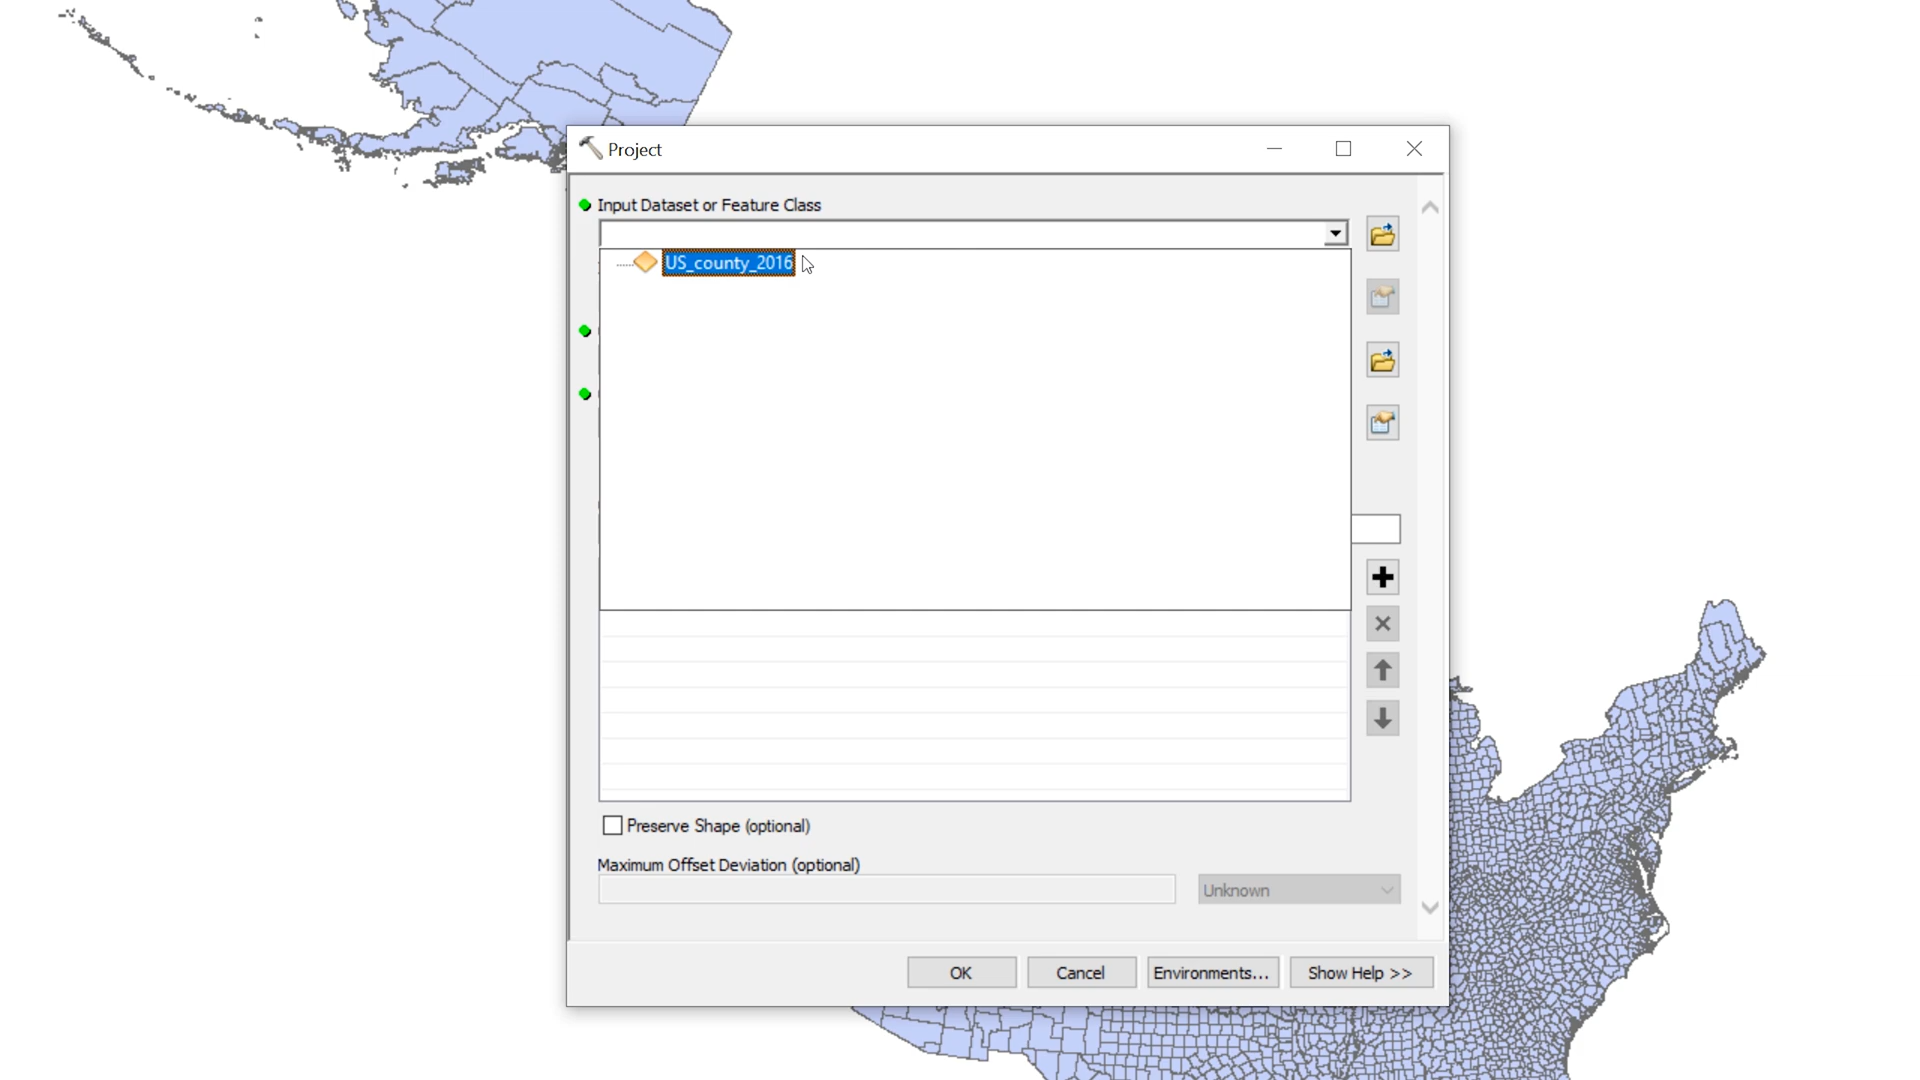 Project
Input Dataset or Feature Class
US_county_2016
Preserve Shape (optional)
Maximum Offset Deviation (optional)
Unknown
OK
Cancel
Environments...
Show Help >>